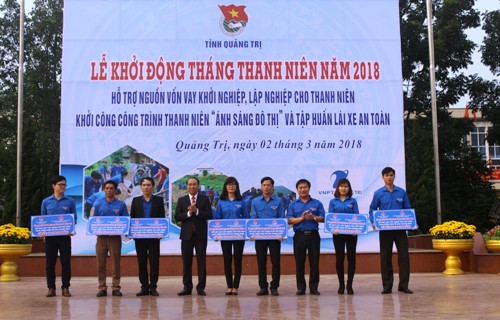 TỈNH QUẢNG TRỊ
LỄ KHỞI ĐỘNG THÁNG THANH NIÊN NĂM 2018
HỖ TRỢ NGUỒN VỐN VAY KHỞI NGHIỆP, LẬP NGHIỆP CHO THANH NIÊN
KHỞI CÔNG CÔNG TRÌNH THANH NIÊN "ÁNH SÁNG ĐÔ THỊ" VÀ TẬP HUẤN LÁI XE AN TOÀN
Quảng Trị, ngày 02 tháng 3 năm 2018
VNPT